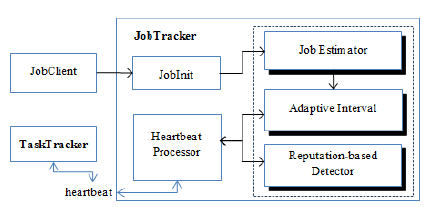 JobTracker
Job Estimator
JobClient
JobInit
Adaptive Interval
Heartbeat
Processor
TaskTracker
Reputation-based
Detector
heartbeat